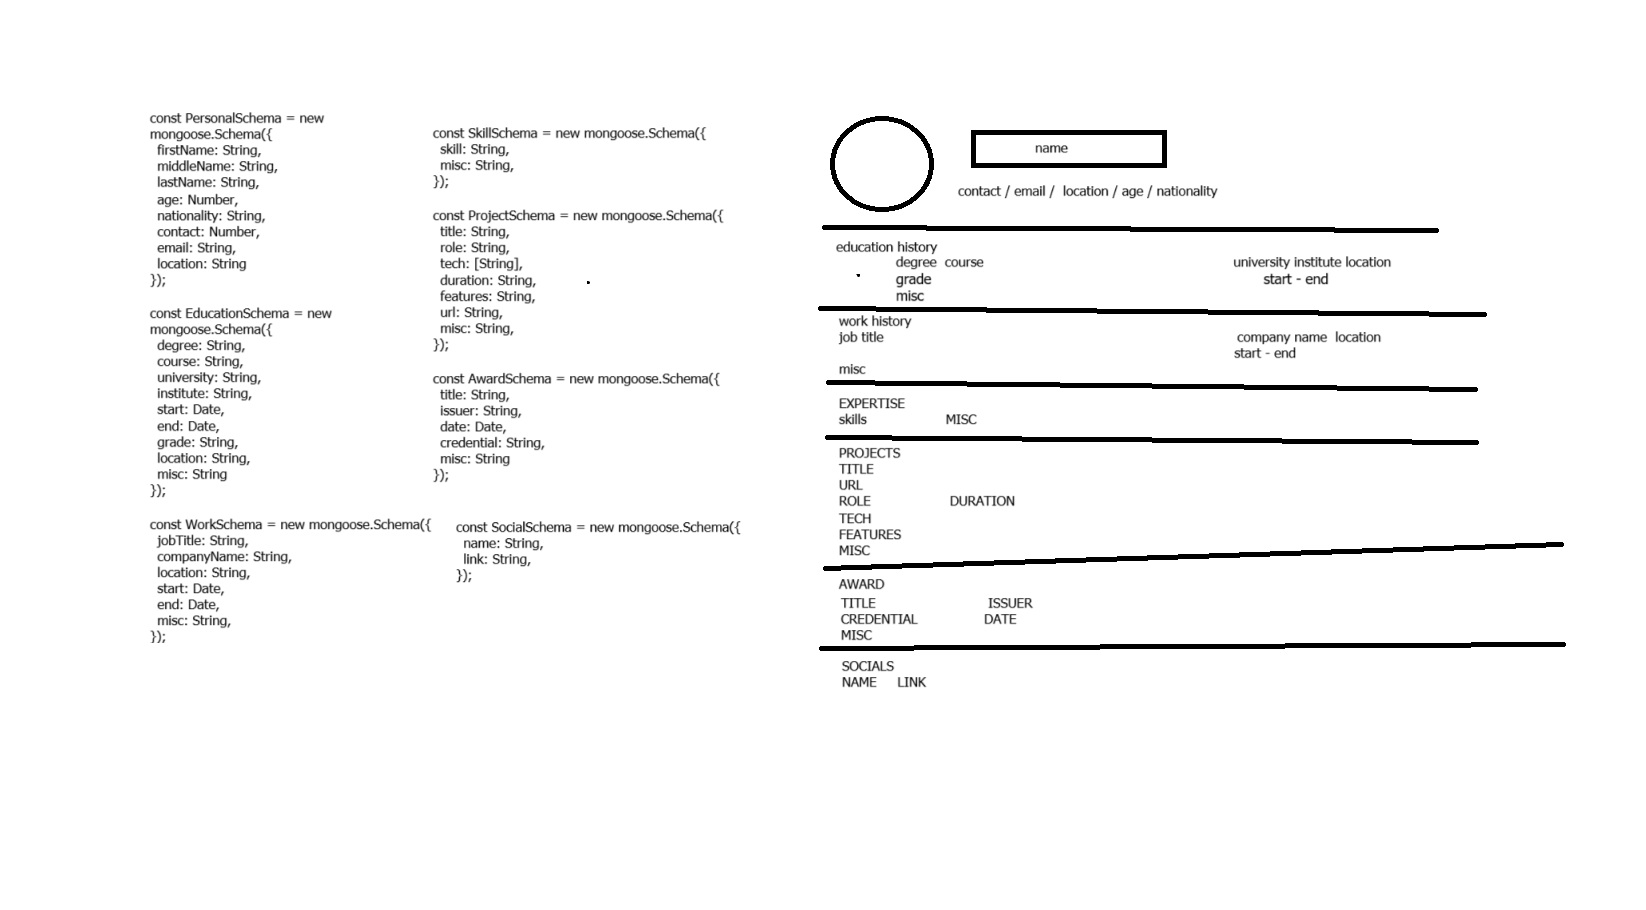 const PersonalSchema = new
mongoose.Schema({
firstName: String,
middleName: String,
lastName: String,
age: Number,
nationality: String,
contact: Number,
email: String,
location: String
});
const EducationSchema = new
mongoose.Schema({
degree: String,
course: String,
university: String,
institute: String,
start: Date,
end: Date,
grade: String,
location: String,
misc: String
});
const WorkSchema = new mongoose.Schema({
jobTitle: String,
companyName: String,
location: String,
start: Date,
end: Date,
misc: String,
});
const SkillSchema = new mongoose.Schema({
skill: String,
misc: String,
});
const ProjectSchema = new mongoose.Schema({
title: String,
role: String,
tech: [String],
duration: String,
features: String,
url: String,
misc: String,
});
const AwardSchema = new mongoose.Schema({
title: String,
issuer: String,
date: Date,
credential: String,
misc: String
});
const SocialSchema = new mongoose.Schema({
name: String,
link: String,
});
name
contact / email / location / age / nationality
education history
degree course university institute location
grade start - end
misc
work history
job title company name location
start - end
misc
EXPERTISE
skills MISC
PROJECTS
TITLE
URL
ROLE DURATION
TECH
FEATURES
MISC
AWARD
TITLE ISSUER
CREDENTIAL DATE
MISC
SOCIALS
NAME LINK